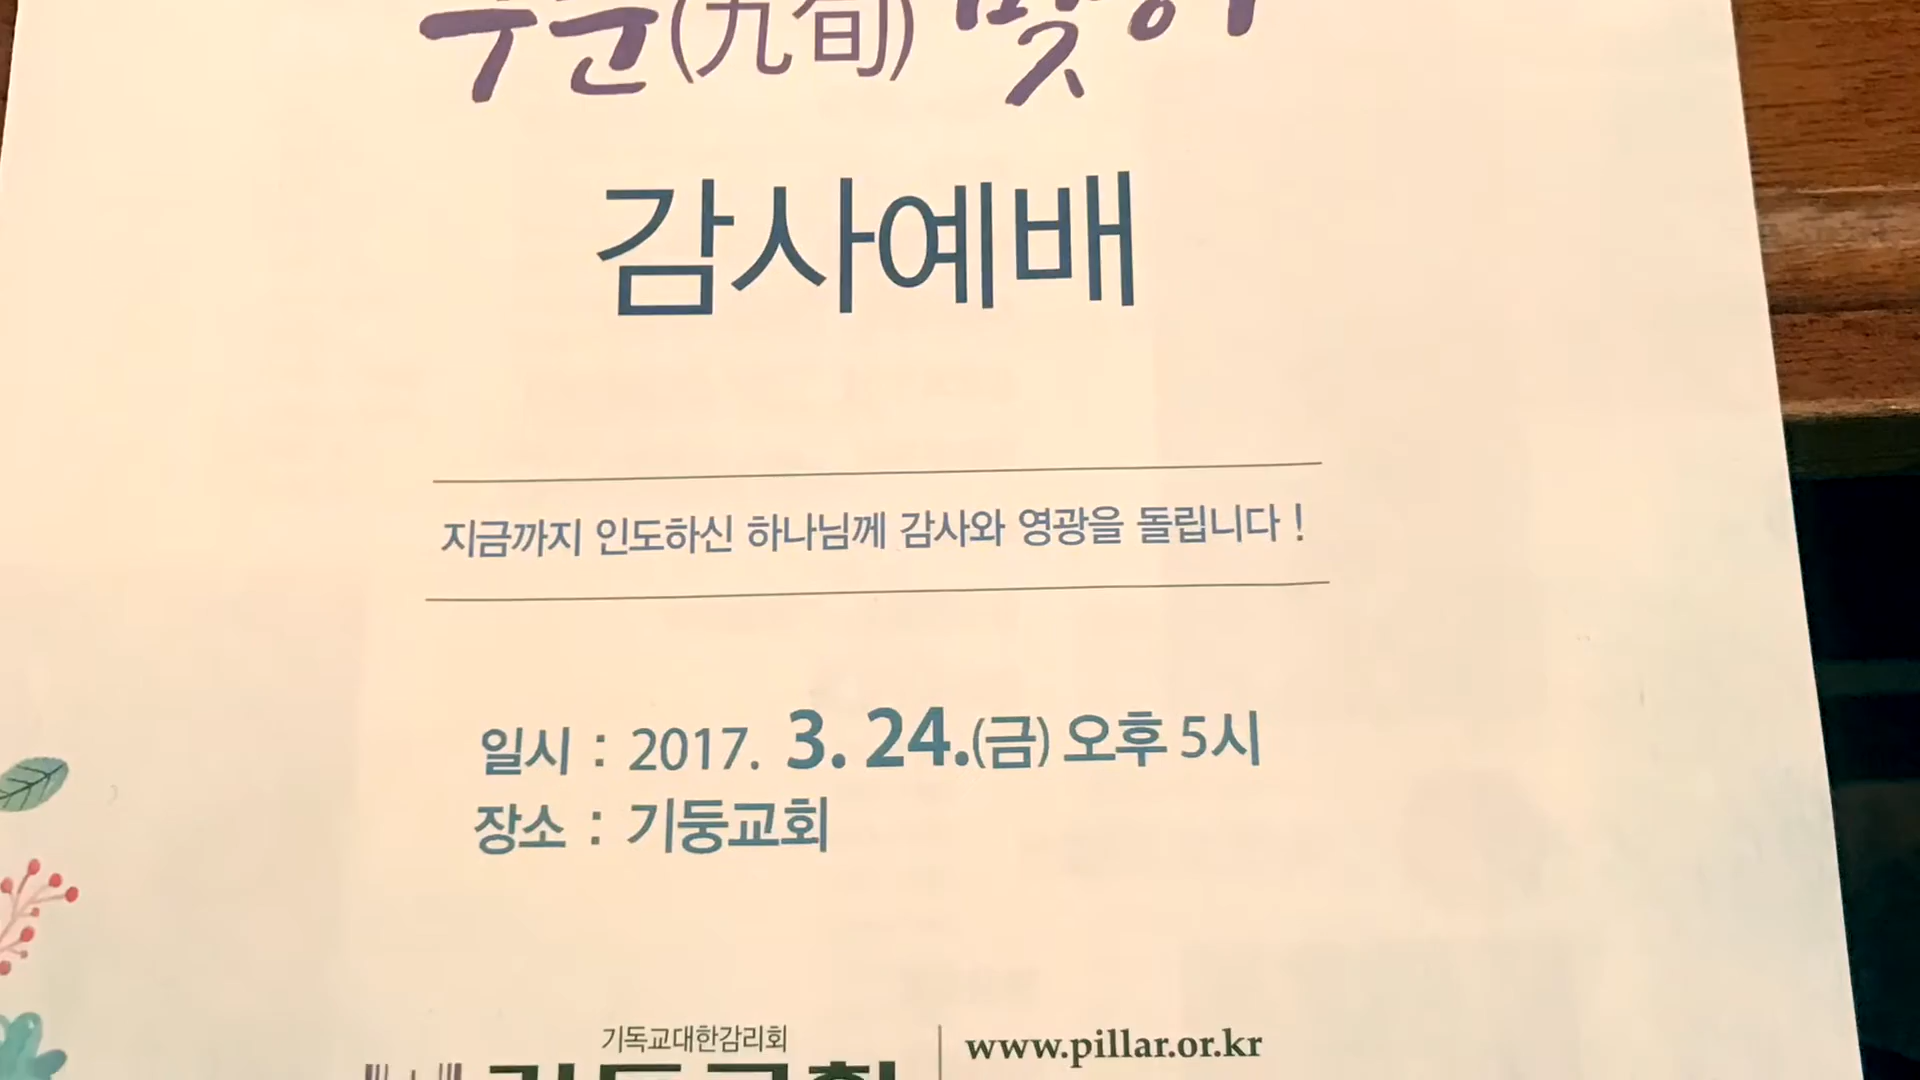 구순(九旬) 맞이
감사예배
지금까지 인도하신 하나님께 감사와 영광을 돌립니다 !
일시 : 2017. 3. 24.(금) 오후 5시
장소 : 기둥교회
기독교대한감리회
www.pillar.or.kr